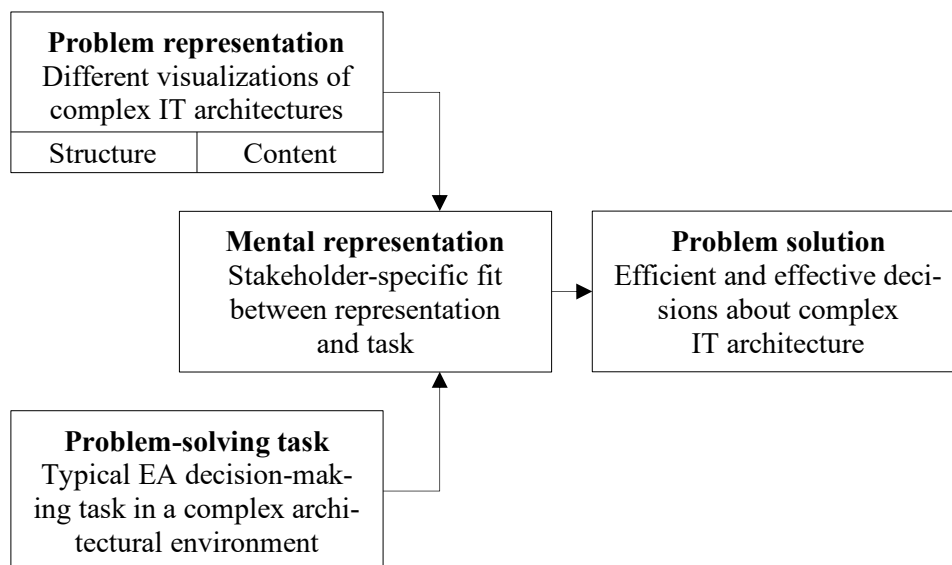 Problem representation
Different visualizations of
complex IT architectures
Structure
Content
Mental representation
Stakeholder-specific fit
between representation
and task
Problem solution
Efficient and effective deci-
sions about complex
IT architecture
Problem-solving task
Typical EA decision-mak-
ing task in a complex archi-
tectural environment